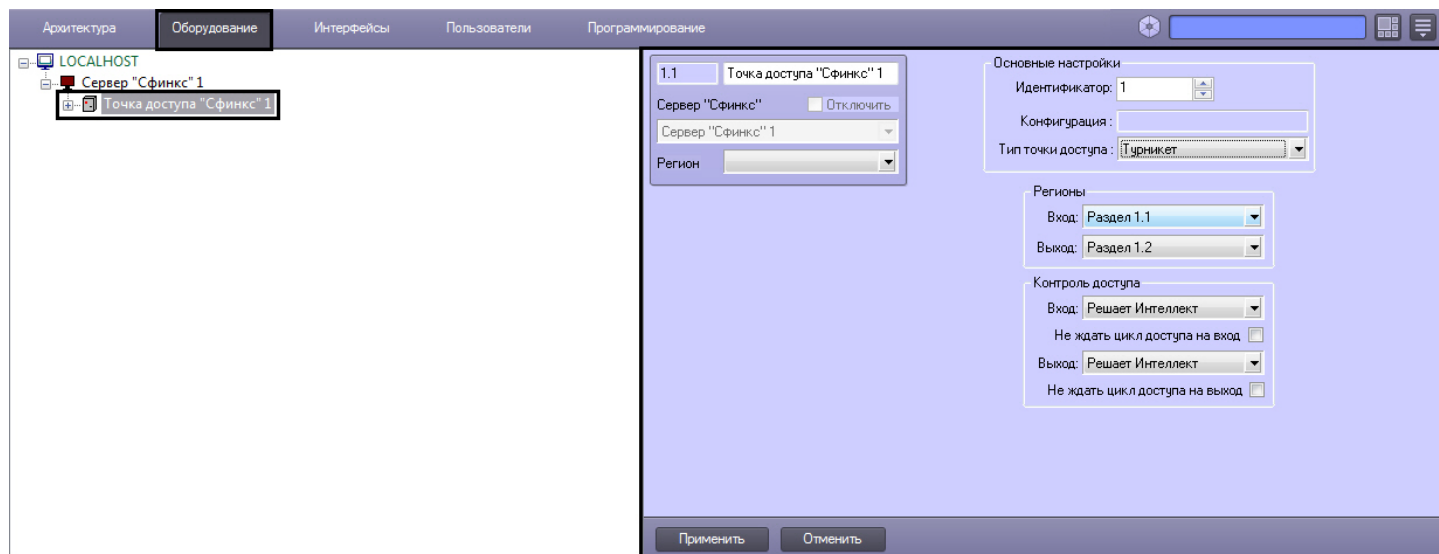 Архитектура Оборудование Интерфейсы Пользователи Программирование
LOCALHOST
Сервер "Сфинкс" 1
Точка доступа "Сфинкс" 1
1.1 Точка доступа "Сфинкс" 1
Сервер "Сфинкс" Отключить
Сервер "Сфинкс" 1
Регион
Основные настройки
Идентификатор: 1
Конфигурация :
Тип точки доступа : Турникет
Регионы
Вход: Раздел 1.1
Выход: Раздел 1.2
Контроль доступа
Вход: Решает Интеллект
Не ждать цикл доступа на вход
Выход: Решает Интеллект
Не ждать цикл доступа на выход
Применить Отменить